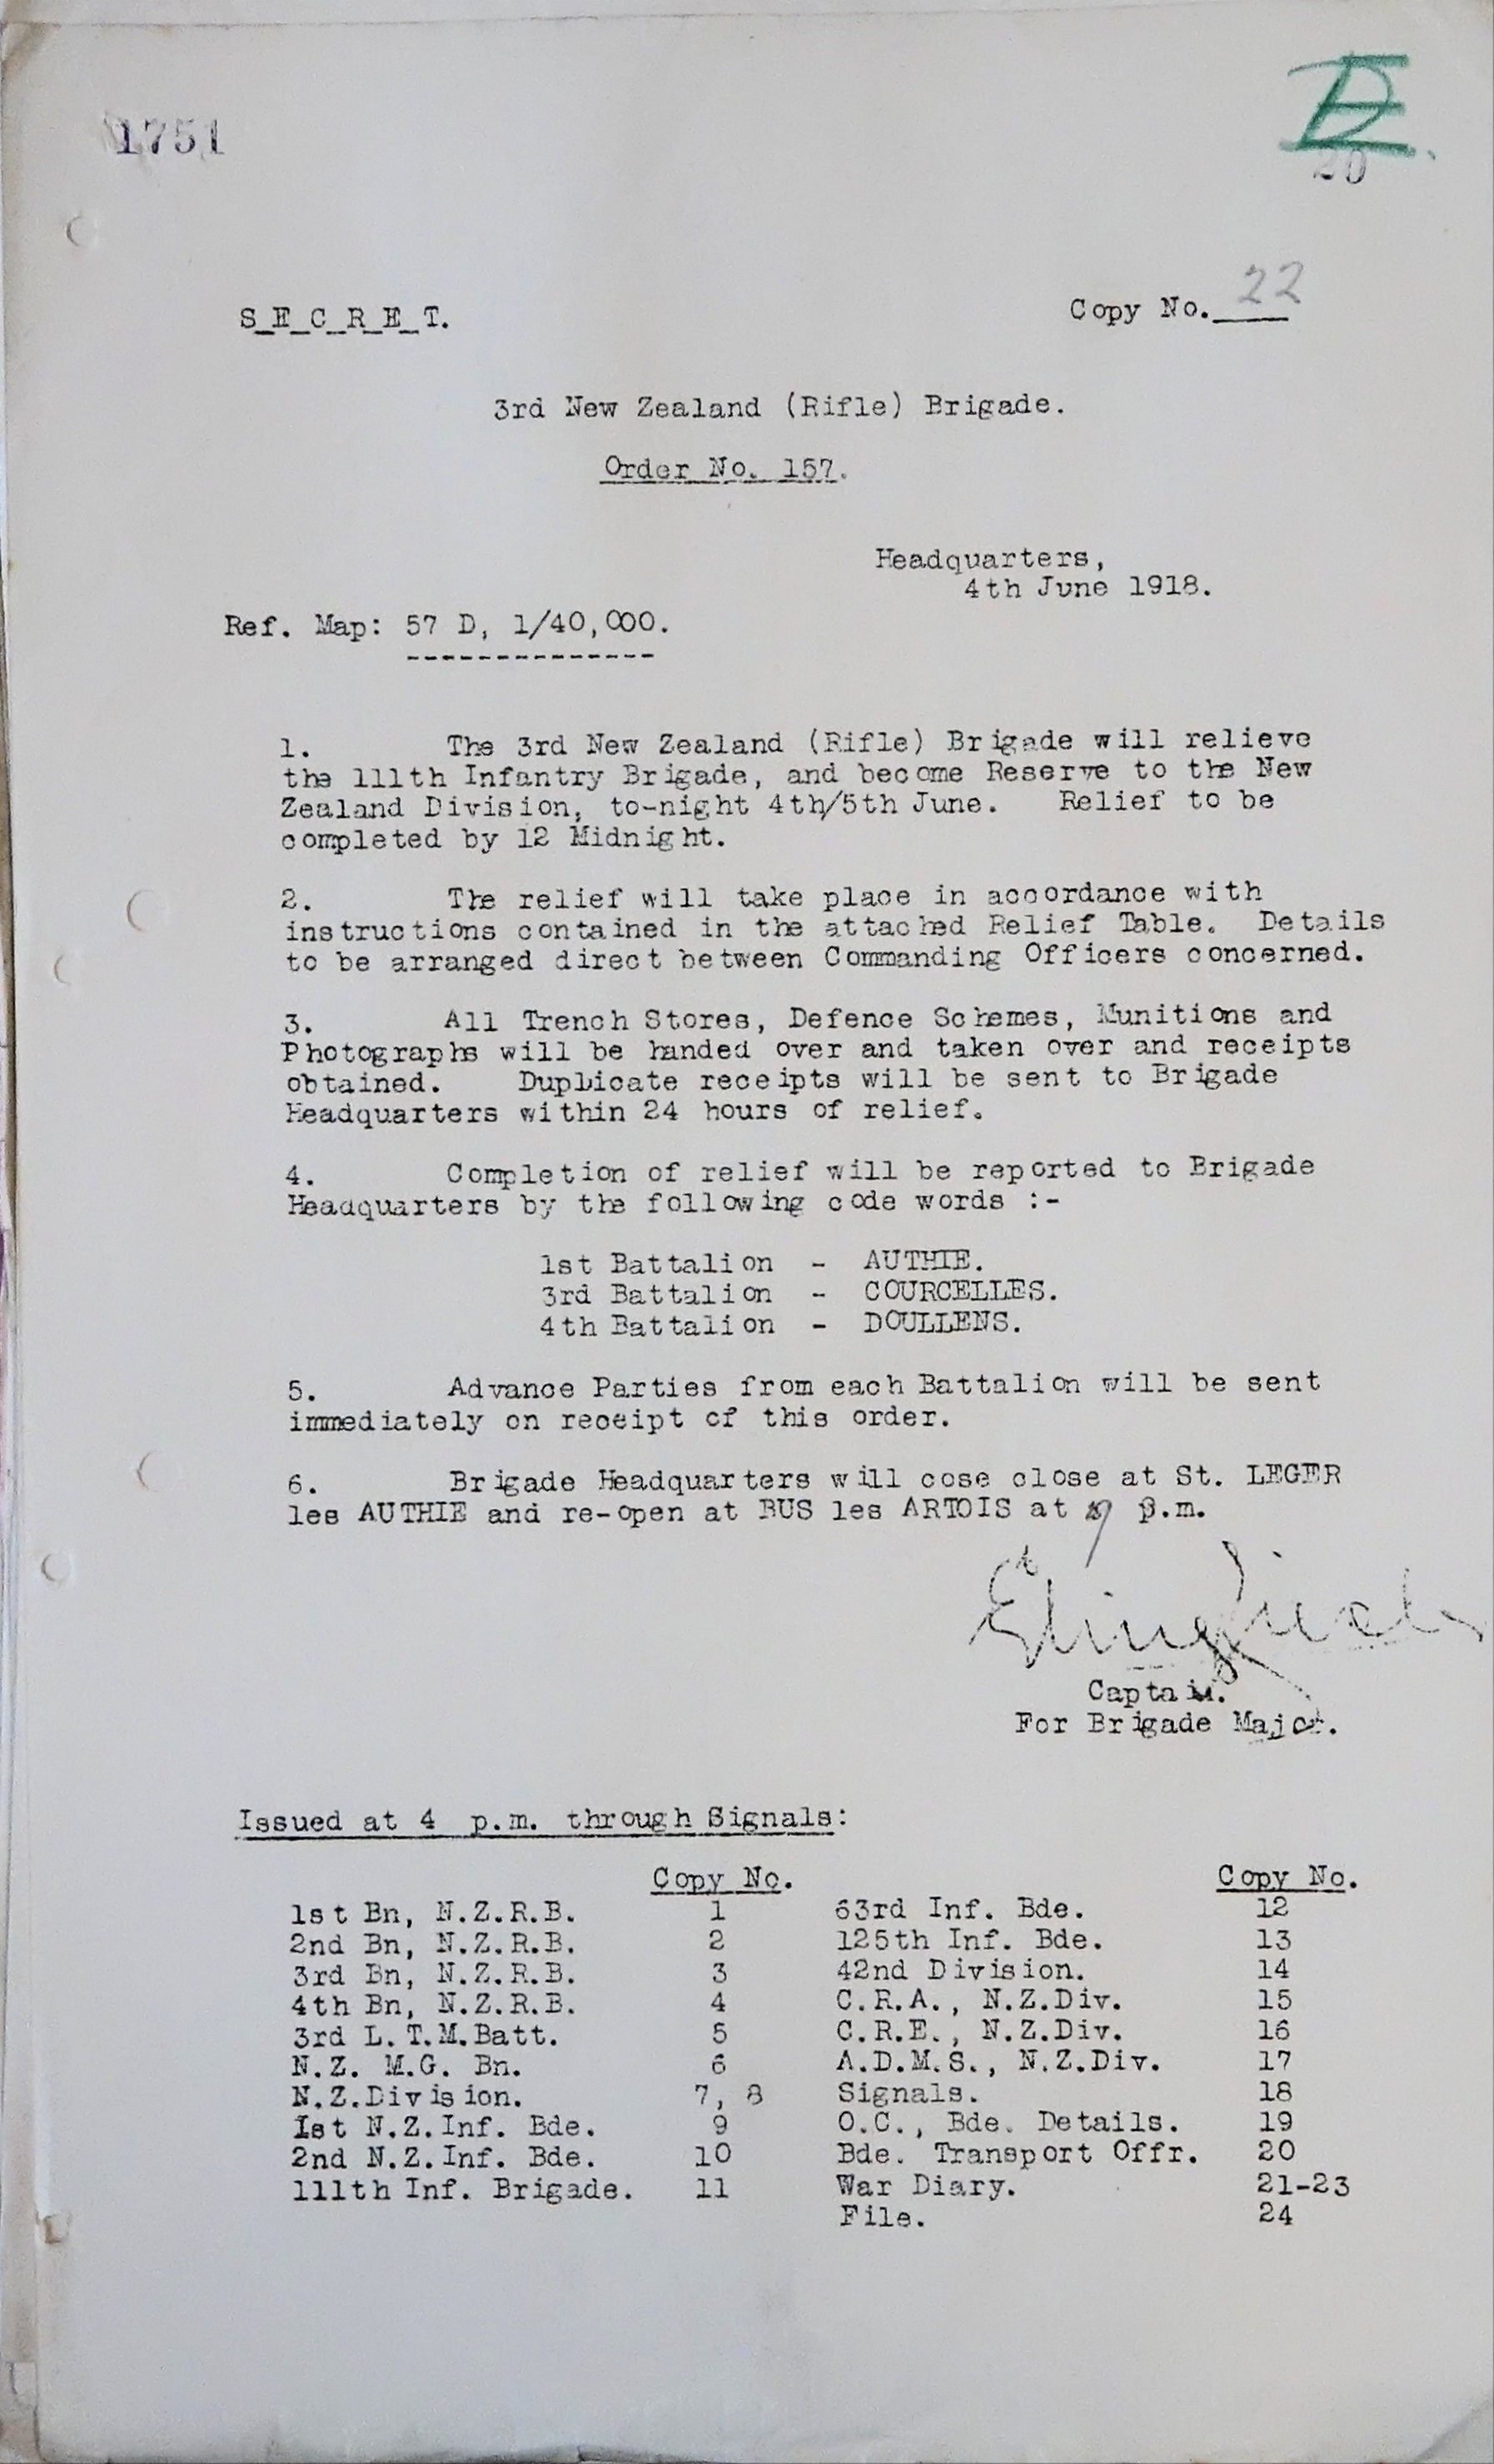 1751
20
S_E_C_R_E_T.
Copy No. 22
3rd New Zealand (Rifle) Brigade.
Order No. 157.
Headquarters,
4th June 1918.
Ref. Map: 57 D, 1/40,000.
--------------
1. The 3rd New Zealand (Rifle) Brigade will relieve
the 111th Infantry Brigade, and become Reserve to the New
Zealand Division, to-night 4th/5th June. Relief to be
completed by 12 Midnight.
2. The relief will take place in accordance with
instructions contained in the attached Relief Table. Details
to be arranged direct between Commanding Officers concerned.
3. All Trench Stores, Defence Schemes, Munitions and
Photographs will be handed over and taken over and receipts
obtained. Duplicate receipts will be sent to Brigade
Headquarters within 24 hours of relief.
4. Completion of relief will be reported to Brigade
Headquarters by the following code words :-
1st Battalion - AUTHIE.
3rd Battalion - COURCELLES.
4th Battalion - DOULLENS.
5. Advance Parties from each Battalion will be sent
immediately on receipt of this order.
6. Brigade Headquarters will cose close at St. LEGER
les AUTHIE and re-open at BUS les ARTOIS at 9 p.m.
Captain.
For Brigade Major.
Issued at 4 p.m. through Signals:
Copy No. Copy No.
1st Bn, N.Z.R.B. 1 63rd Inf. Bde. 12
2nd Bn, N.Z.R.B. 2 125th Inf. Bde. 13
3rd Bn, N.Z.R.B. 3 42nd Division. 14
4th Bn, N.Z.R.B. 4 C.R.A., N.Z.Div. 15
3rd L.T.M.Batt. 5 C.R.E., N.Z.Div. 16
N.Z. M.G. Bn. 6 A.D.M.S., N.Z.Div. 17
N.Z.Division. 7, 8 Signals. 18
1st N.Z.Inf. Bde. 9 O.C., Bde. Details. 19
2nd N.Z.Inf. Bde. 10 Bde. Transport Offr. 20
111th Inf. Brigade. 11 War Diary. 21-23
File. 24